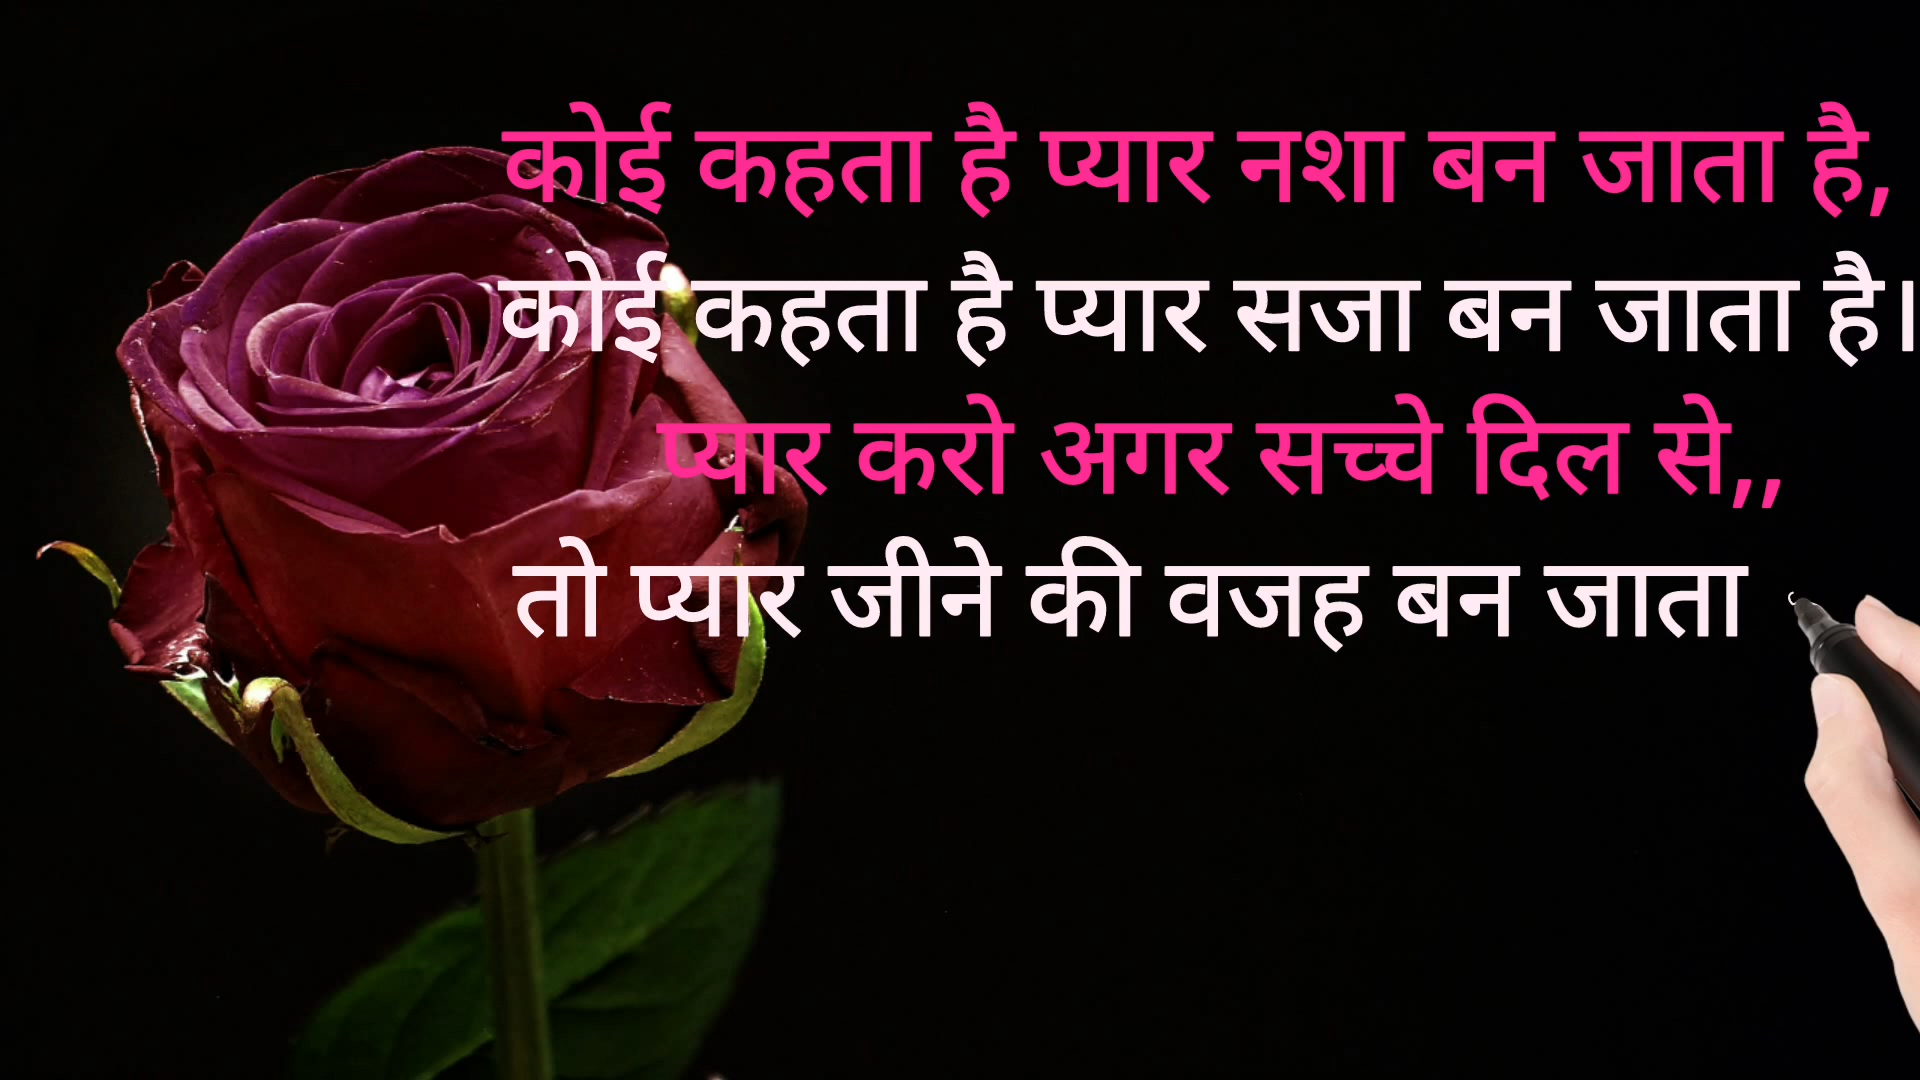 कोई कहता है प्यार नशा बन जाता है,
कोई कहता है प्यार सजा बन जाता है।
प्यार करो अगर सच्चे दिल से,,
तो प्यार जीने की वजह बन जाता